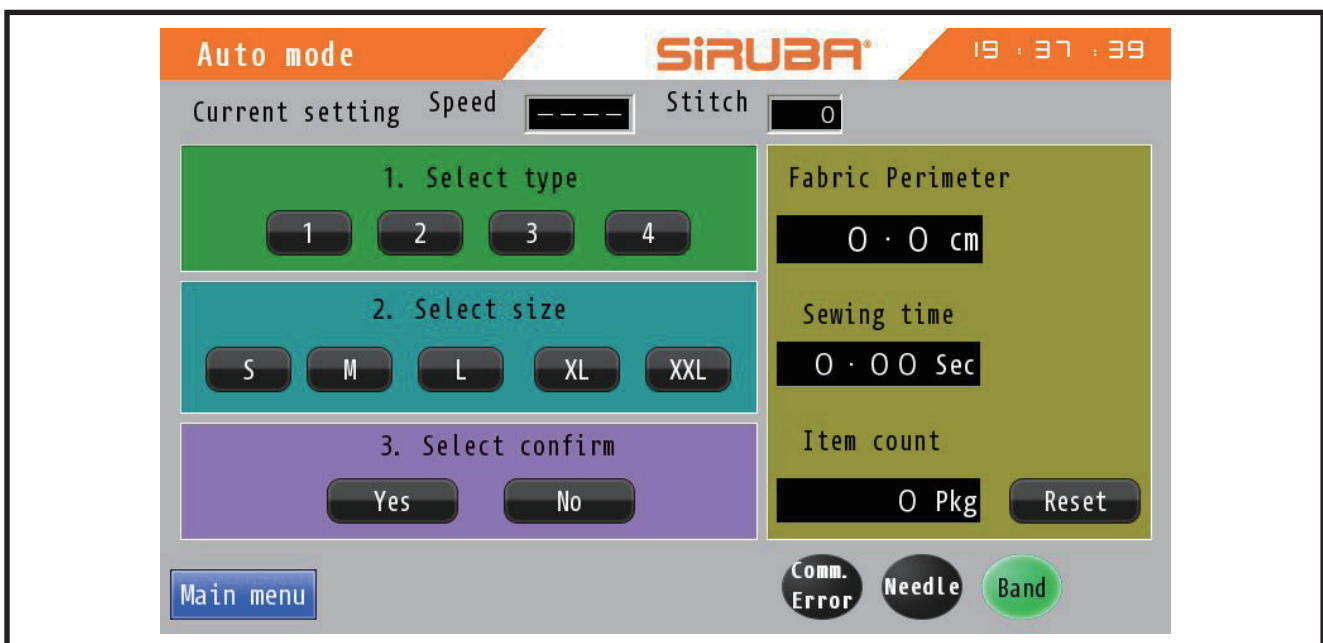 Auto mode SiRUBA® 19 : 37 : 39
Current setting Speed ---- Stitch 0
1. Select type
1 2 3 4
2. Select size
S M L XL XXL
3. Select confirm
Yes No
Fabric Perimeter
0.0 cm
Sewing time
0.00 Sec
Item count
0 Pkg Reset
Main menu
Comm.
Error
Needle
Band